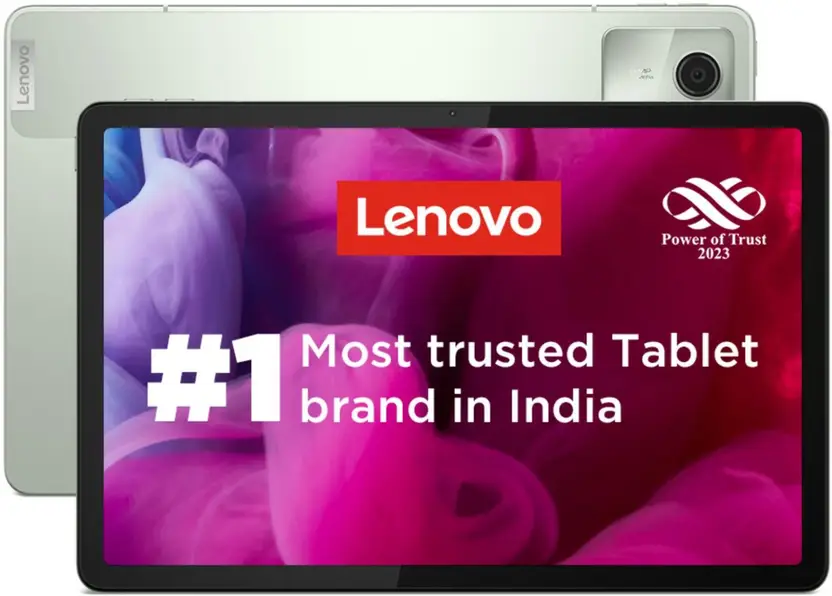 Lenovo
Lenovo
Power of Trust
2023
#1 Most trusted Tablet
brand in India